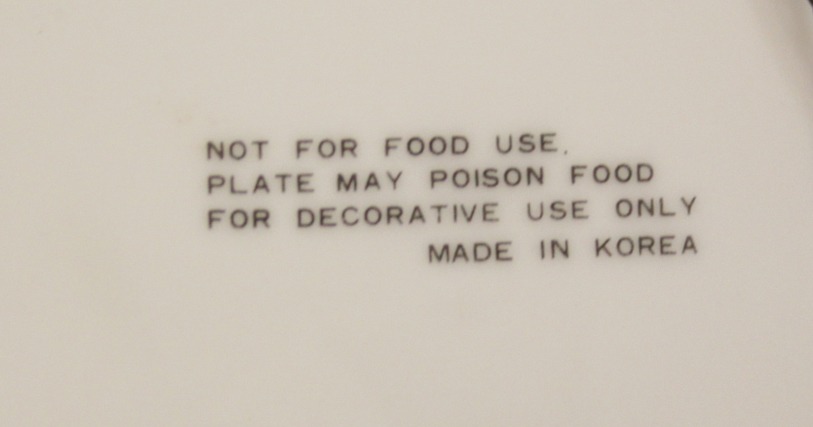 NOT FOR FOOD USE.
PLATE MAY POISON FOOD
FOR DECORATIVE USE ONLY
MADE IN KOREA